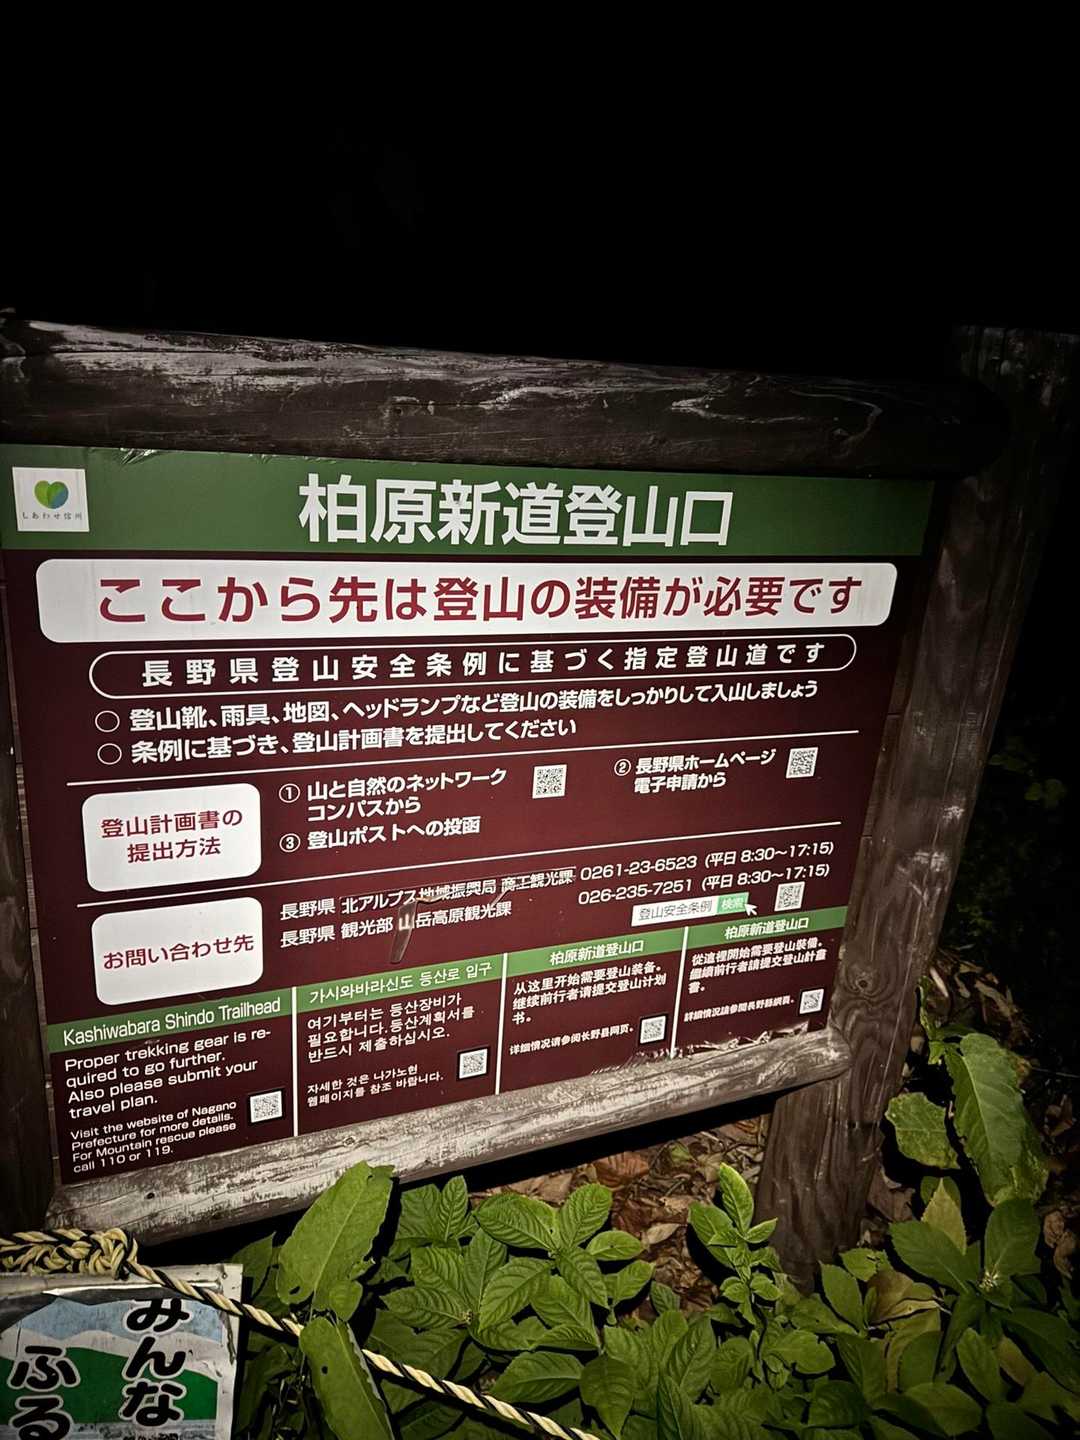 しあわせ信州
柏原新道登山口
ここから先は登山の装備が必要です
長野県登山安全条例に基づく指定登山道です
○ 登山靴、雨具、地図、ヘッドランプなど登山の装備をしっかりして入山しましょう
○ 条例に基づき、登山計画書を提出してください
登山計画書の
提出方法
① 山と自然のネットワーク
コンパスから
② 長野県ホームページ
電子申請から
③ 登山ポストへの投函
お問い合わせ先
長野県 北アルプス地域振興局 商工観光課 0261-23-6523 (平日 8:30～17:15)
長野県 観光部 山岳高原観光課 026-235-7251 (平日 8:30～17:15)
登山安全条例 検索
Kashiwabara Shindo Trailhead
Proper trekking gear is re-
quired to go further.
Also please submit your
travel plan.
Visit the website of Nagano
Prefecture for more details.
For Mountain rescue please
call 110 or 119.
가시와바라신도 등산로 입구
여기부터는 등산장비가
필요합니다. 등산계획서를
반드시 제출하십시오.
자세한 것은 나가노현
웹페이지를 참조 바랍니다.
柏原新道登山口
从这里开始需要登山装备。
继续前行者请提交登山计划
书。
详细情况请参阅长野县网页。
柏原新道登山口
從這裡開始需要登山裝備。
繼續前行者請提交登山計畫
書。
詳細情況請參閱長野縣網頁。
みんな
ふる